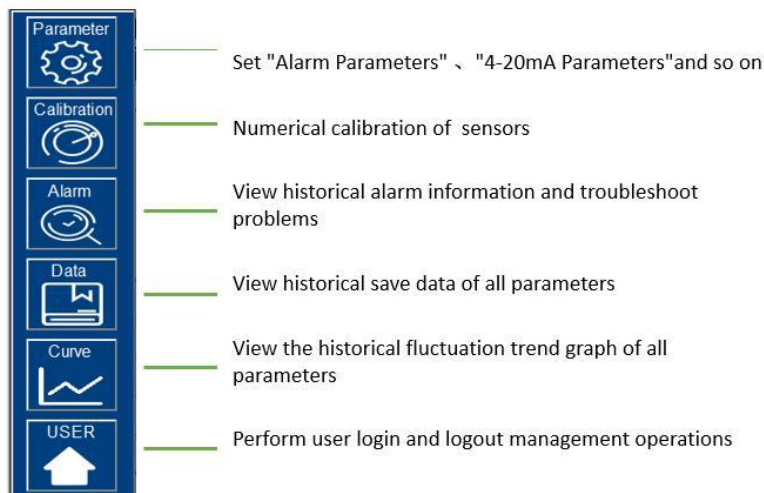 Parameter
Set "Alarm Parameters" 、"4-20mA Parameters"and so on
Calibration
Numerical calibration of sensors
Alarm
View historical alarm information and troubleshoot
problems
Data
View historical save data of all parameters
Curve
View the historical fluctuation trend graph of all
parameters
USER
Perform user login and logout management operations